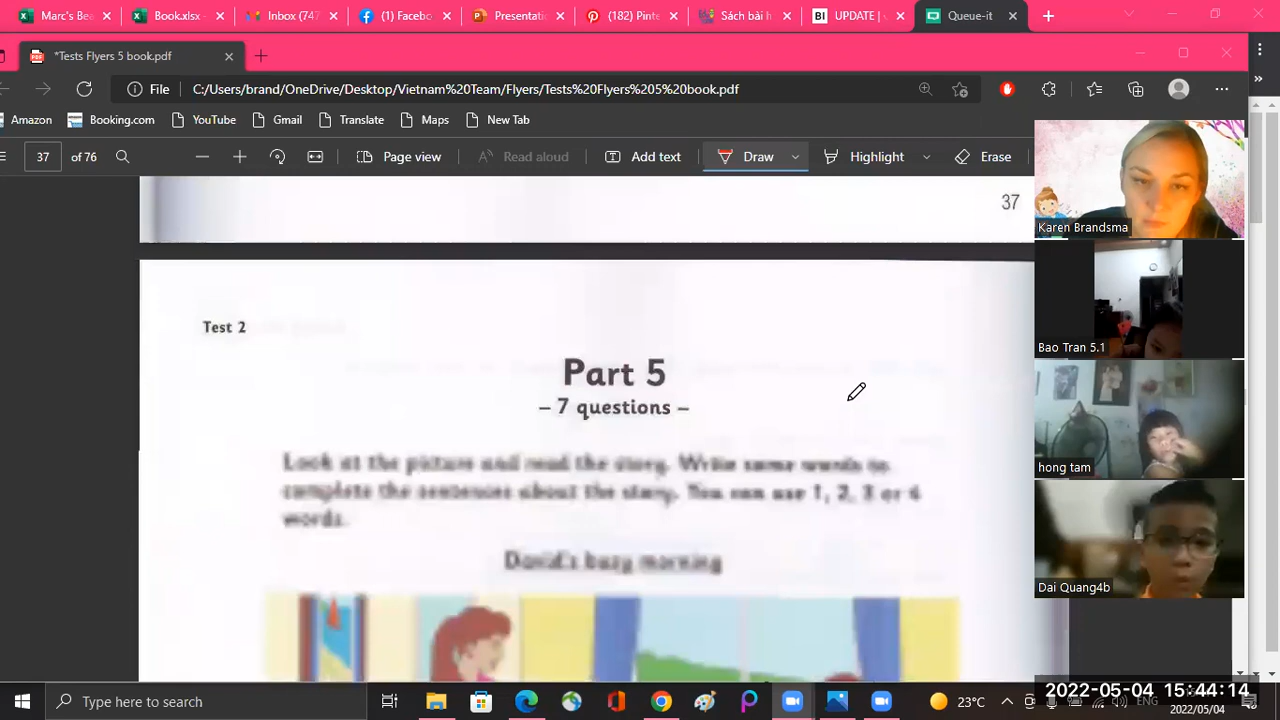 Marc's Bea
Book.xlsx -
Inbox (747
(1) Facebo
Presentatio
(182) Pinte
Sách bài h
BI
UPDATE |
Queue-it
*Tests Flyers 5 book.pdf
File
C:/Users/brand/OneDrive/Desktop/Vietnam%20Team/Flyers/Tests%20Flyers%205%20book.pdf
Amazon
Booking.com
YouTube
Gmail
Translate
Maps
New Tab
37
of 76
Page view
Read aloud
Add text
Draw
Highlight
Erase
37
Test 2
Part 5
– 7 questions –
Look at the picture and read the story. Write some words to
complete the sentences about the story. You can use 1, 2, 3 or 4
words.
David's busy morning
Karen Brandsma
Bao Tran 5.1
hong tam
Dai Quang4b
Type here to search
23°C
ENG
2022-05-04 15:44:14
2022/05/04